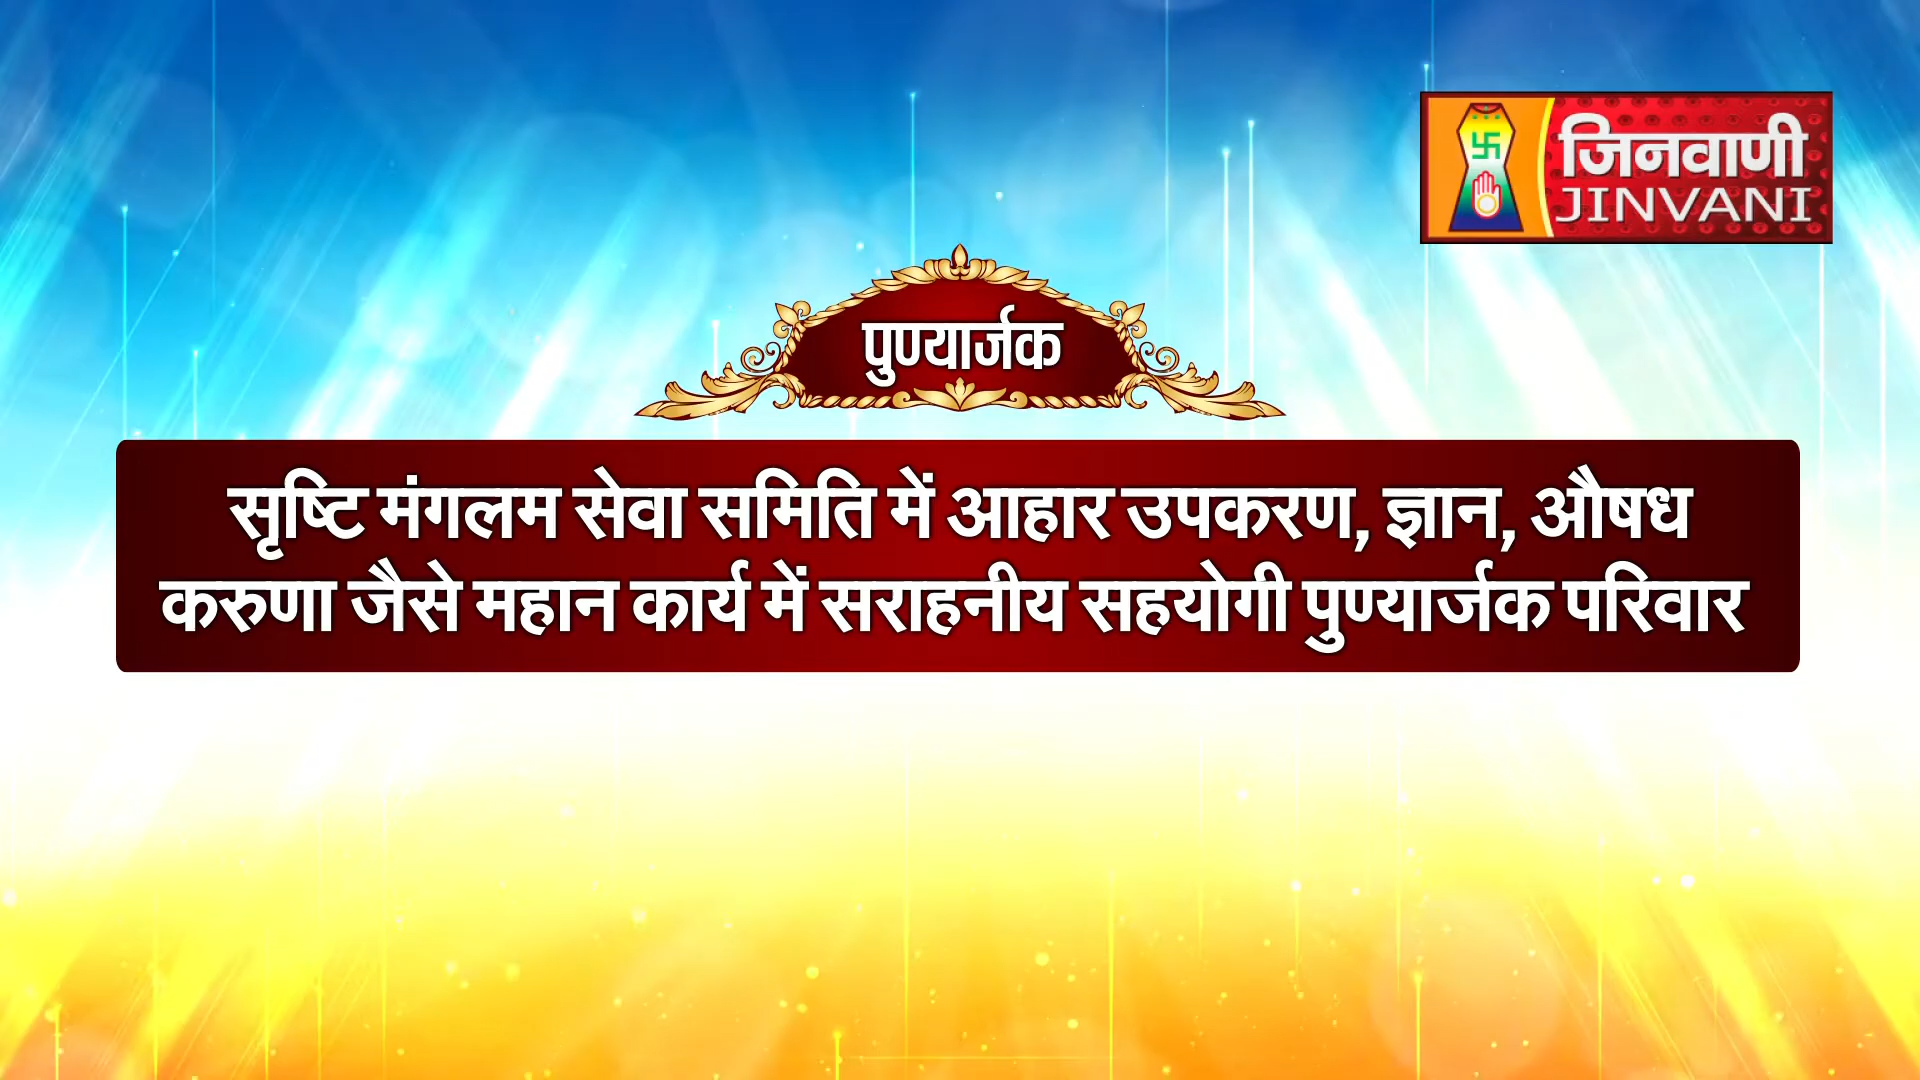 जिनवाणी
JINVANI
पुण्यार्जक
सृष्टि मंगलम सेवा समिति में आहार उपकरण, ज्ञान, औषध
करुणा जैसे महान कार्य में सराहनीय सहयोगी पुण्यार्जक परिवार